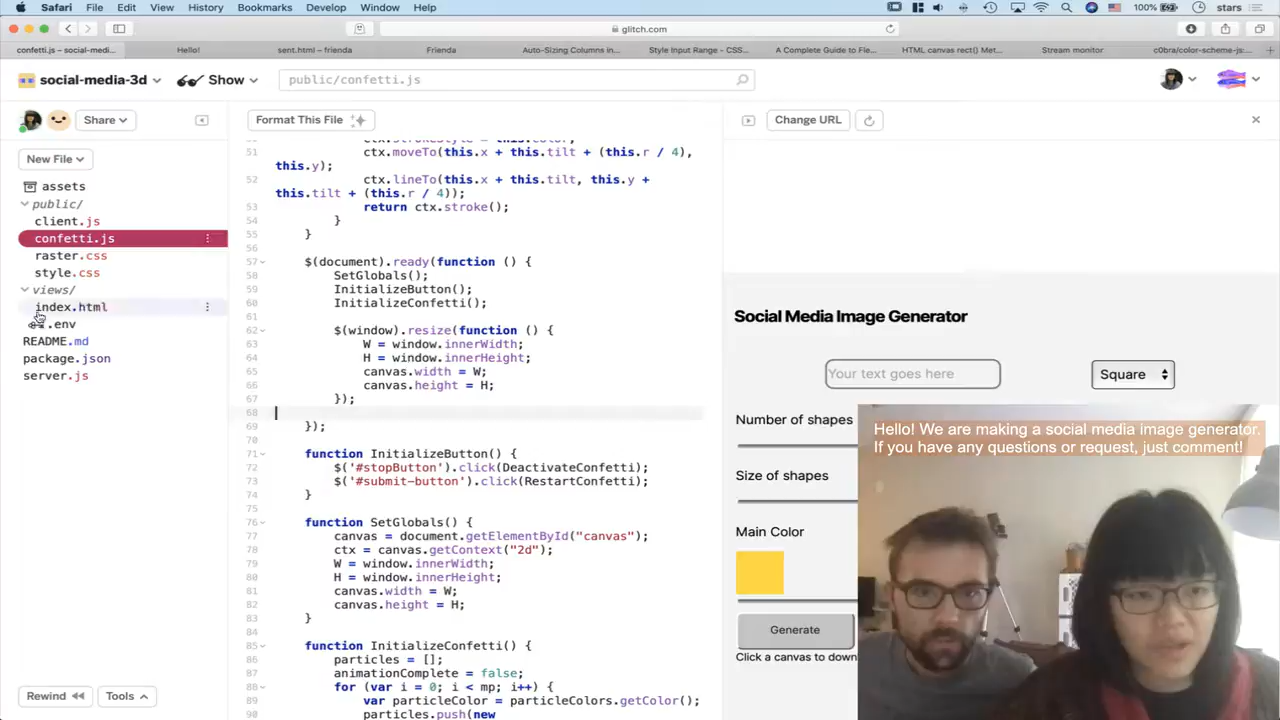 Safari File Edit View History Bookmarks Develop Window Help 100% stars
glitch.com
confetti.js – social-medi... Hello! sent.html – frienda Frienda Auto-Sizing Columns in... Style Input Range - CSS... A Complete Guide to Fle... HTML canvas rect() Met... Stream monitor c0bra/color-scheme-js:...
social-media-3d Show public/confetti.js
Share Format This File Change URL
New File
assets
public/
client.js
confetti.js
raster.css
style.css
views/
index.html
.env
README.md
package.json
server.js
Rewind Tools
51 ctx.moveTo(this.x + this.tilt + (this.r / 4),
this.y);
52 ctx.lineTo(this.x + this.tilt, this.y +
this.tilt + (this.r / 4));
53 return ctx.stroke();
54 }
55 }
56
57 $(document).ready(function () {
58 SetGlobals();
59 InitializeButton();
60 InitializeConfetti();
61
62 $(window).resize(function () {
63 W = window.innerWidth;
64 H = window.innerHeight;
65 canvas.width = W;
66 canvas.height = H;
67 });
68
69 });
70
71 function InitializeButton() {
72 $('#stopButton').click(DeactivateConfetti);
73 $('#submit-button').click(RestartConfetti);
74 }
75
76 function SetGlobals() {
77 canvas = document.getElementById("canvas");
78 ctx = canvas.getContext("2d");
79 W = window.innerWidth;
80 H = window.innerHeight;
81 canvas.width = W;
82 canvas.height = H;
83 }
84
85 function InitializeConfetti() {
86 particles = [];
87 animationComplete = false;
88 for (var i = 0; i < mp; i++) {
89 var particleColor = particleColors.getColor();
90 particles.push(new
Social Media Image Generator
Your text goes here Square
Number of shapes
Size of shapes
Main Color
Generate
Click a canvas to down
Hello! We are making a social media image generator.
If you have any questions or request, just comment!